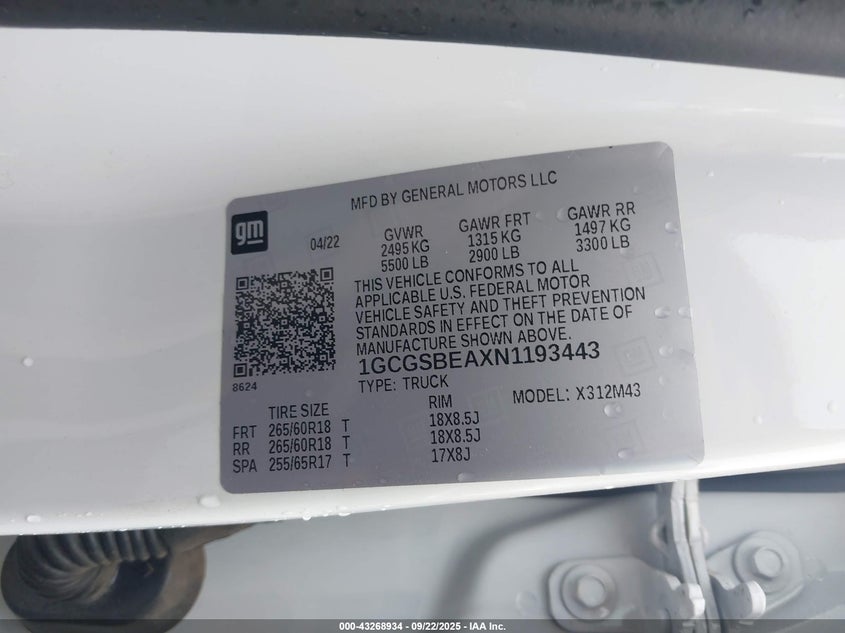 MFD BY GENERAL MOTORS LLC
gm
04/22
GVWR
2495 KG
5500 LB
GAWR FRT
1315 KG
2900 LB
GAWR RR
1497 KG
3300 LB
THIS VEHICLE CONFORMS TO ALL
APPLICABLE U.S. FEDERAL MOTOR
VEHICLE SAFETY AND THEFT PREVENTION
STANDARDS IN EFFECT ON THE DATE OF
MANUFACTURE SHOWN ABOVE.
1GCGSBEAXN1193443
8624
TYPE: TRUCK
MODEL: X312M43
TIRE SIZE RIM
FRT 265/60R18 T 18X8.5J
RR 265/60R18 T 18X8.5J
SPA 255/65R17 T 17X8J
000-43268934 - 09/22/2025 - IAA Inc.